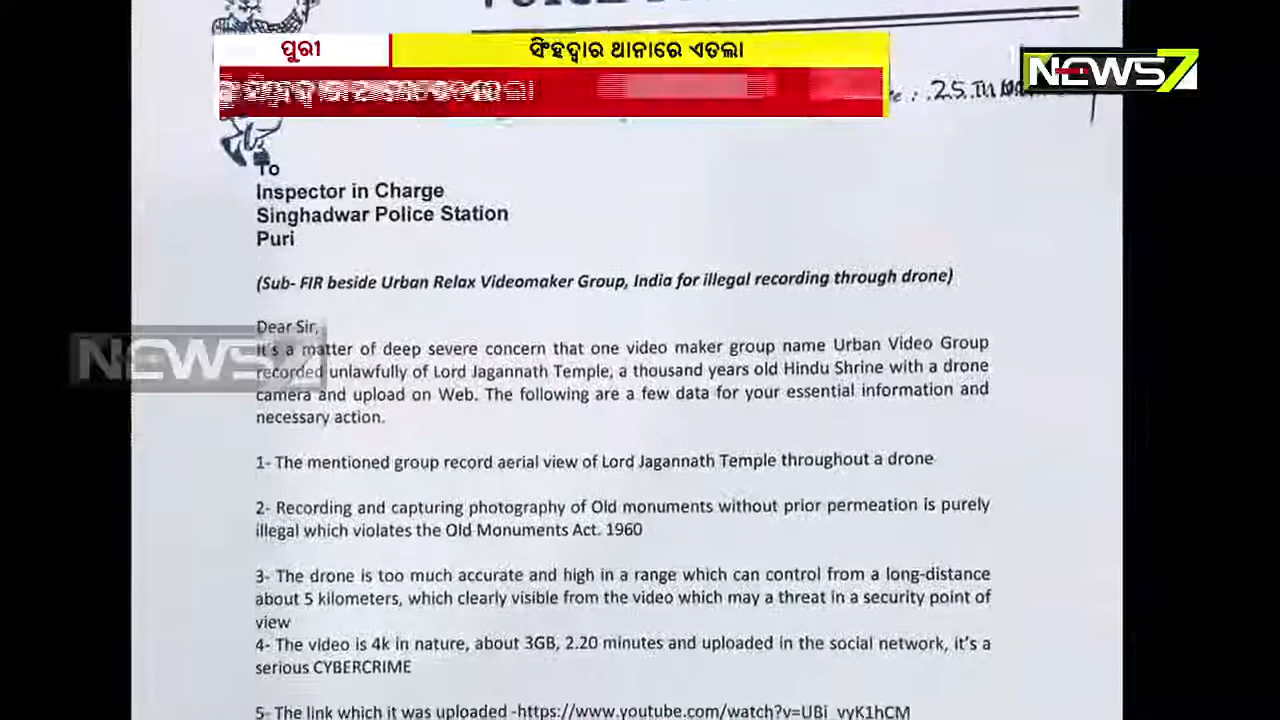 ପୁରୀ
ସିଂହଦ୍ୱାର ଥାନାରେ ଏତଲା
NEWS7
To
Inspector in Charge
Singhadwar Police Station
Puri
(Sub- FIR beside Urban Relax Videomaker Group, India for illegal recording through drone)
Dear Sir,
It's a matter of deep severe concern that one video maker group name Urban Video Group
recorded unlawfully of Lord Jagannath Temple, a thousand years old Hindu Shrine with a drone
camera and upload on Web. The following are a few data for your essential information and
necessary action.
NEWS7
1- The mentioned group record aerial view of Lord Jagannath Temple throughout a drone
2- Recording and capturing photography of Old monuments without prior permeation is purely
illegal which violates the Old Monuments Act. 1960
3- The drone is too much accurate and high in a range which can control from a long-distance
about 5 kilometers, which clearly visible from the video which may a threat in a security point of
view
4- The video is 4k in nature, about 3GB, 2.20 minutes and uploaded in the social network, it's a
serious CYBERCRIME
5- The link which it was uploaded -https://www.youtube.com/watch?v=UBi_vyK1hCM